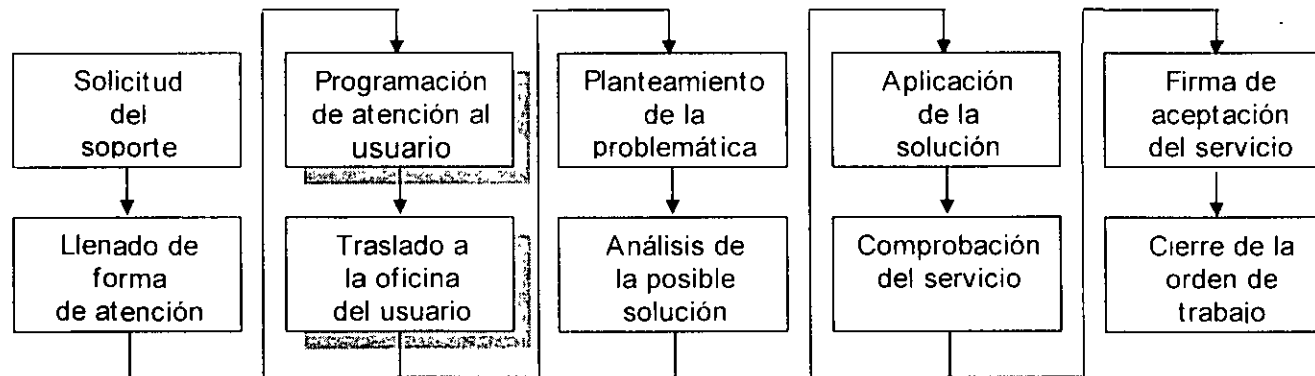 Solicitud
del
soporte
Llenado de
forma
de atención
Programación
de atención al
usuario
Traslado a
la oficina
del usuario
Planteamiento
de la
problemática
Análisis de
la posible
solución
Aplicación
de la
solución
Comprobación
del servicio
Firma de
aceptación
del servicio
Cierre de la
orden de
trabajo